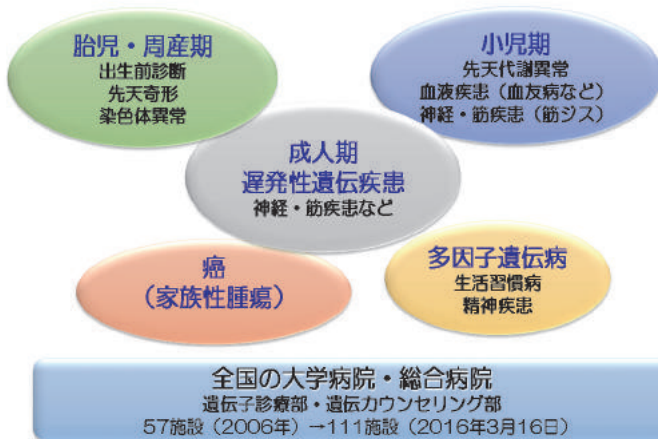 胎児・周産期
出生前診断
先天奇形
染色体異常
小児期
先天代謝異常
血液疾患（血友病など）
神経・筋疾患（筋ジス）
成人期
遅発性遺伝疾患
神経・筋疾患など
癌
（家族性腫瘍）
多因子遺伝病
生活習慣病
精神疾患
全国の大学病院・総合病院
遺伝子診療部・遺伝カウンセリング部
57施設（2006年）→111施設（2016年3月16日）